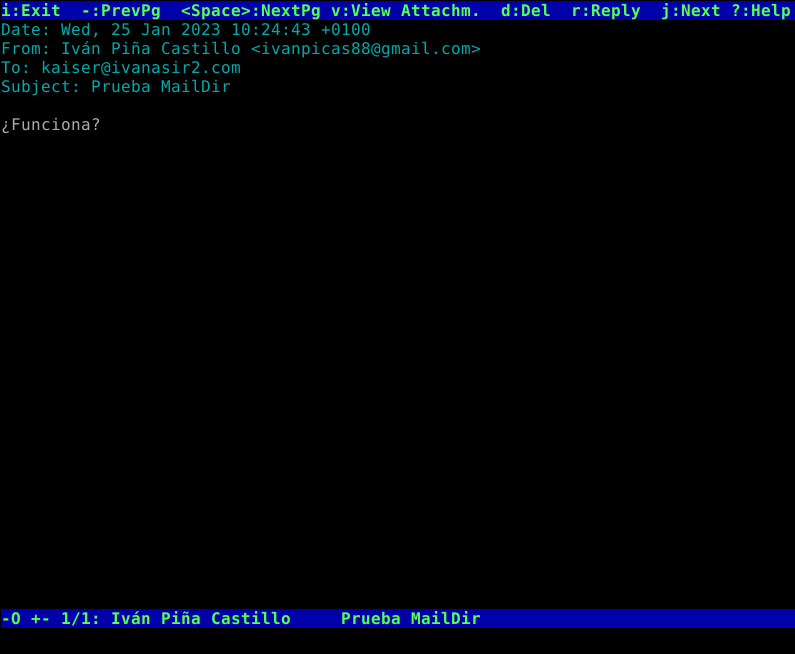 i:Exit  -:PrevPg  <Space>:NextPg v:View Attachm.  d:Del  r:Reply  j:Next ?:Help
Date: Wed, 25 Jan 2023 10:24:43 +0100
From: Iván Piña Castillo <ivanpicas88@gmail.com>
To: kaiser@ivanasir2.com
Subject: Prueba MailDir
¿Funciona?
-O +- 1/1: Iván Piña Castillo     Prueba MailDir